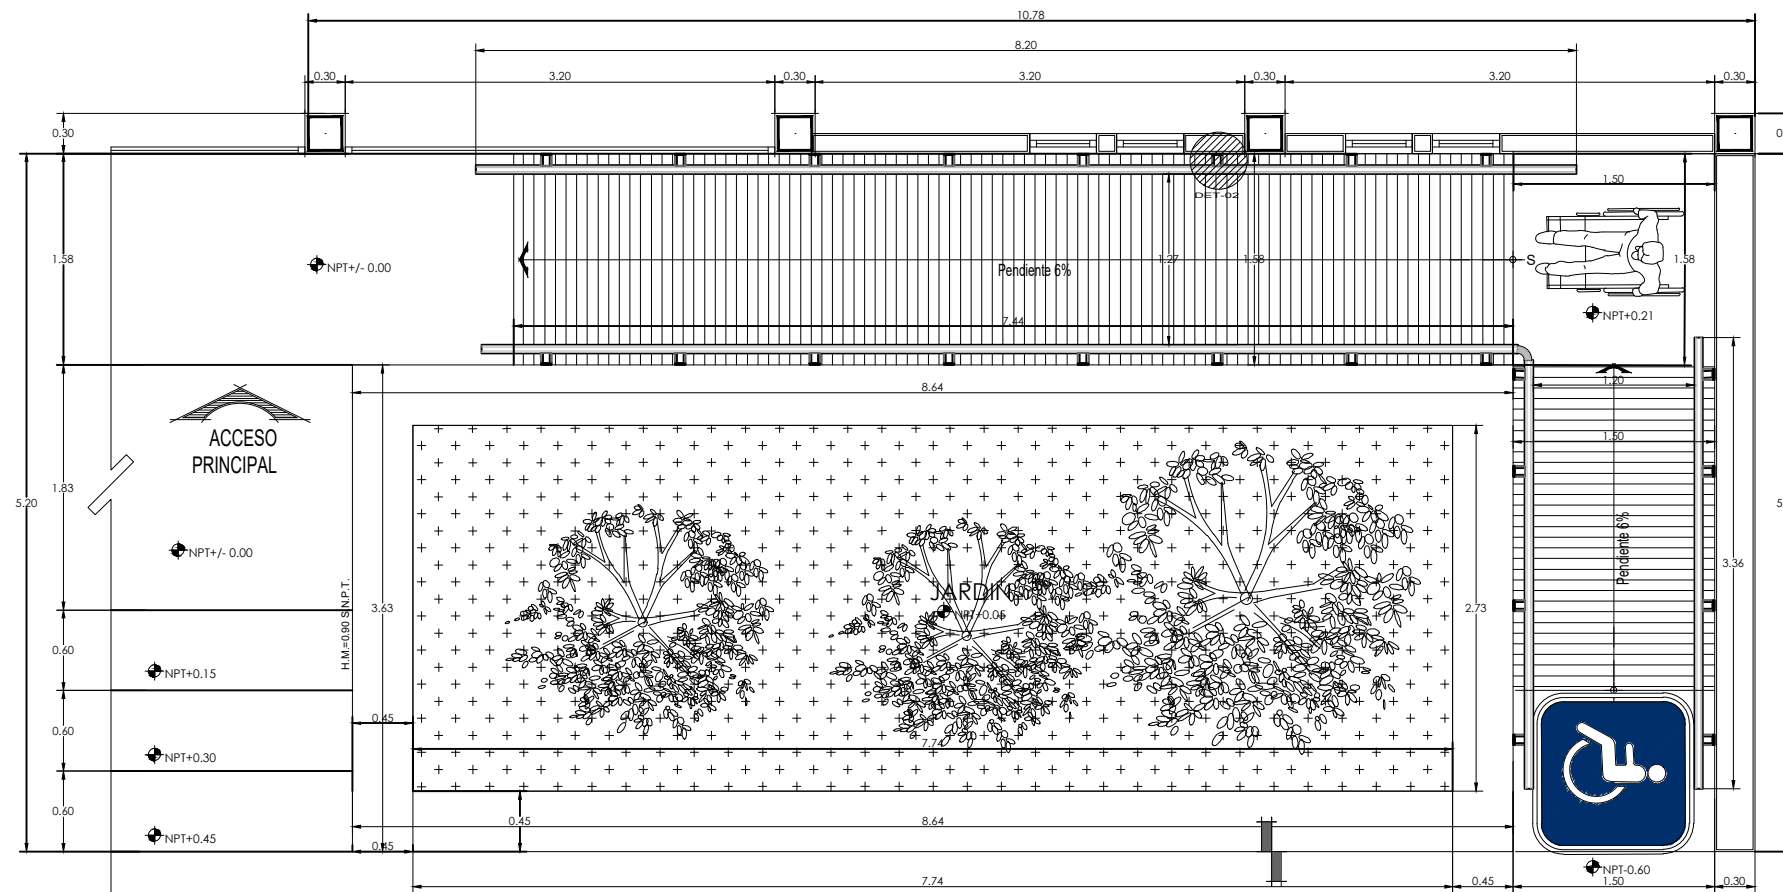 10.78
8.20
0.30
3.20
0.30
3.20
0.30
3.20
0.30
0.30
1.50
DET-02
1.58
NPT+/- 0.00
Pendiente 6%
1.27
1.58
S
1.58
NPT+0.21
7.44
8.64
1.20
ACCESO
PRINCIPAL
1.50
5.20
1.83
NPT+/- 0.00
Pendiente 6%
3.36
H.M.=0.90 S.N.P.T.
3.63
JARDIN
NPT+0.05
2.73
0.60
NPT+0.15
0.45
0.60
7.74
NPT+0.30
0.60
0.45
8.64
NPT+0.45
0.45
NPT-0.60
7.74
0.45
1.50
0.30